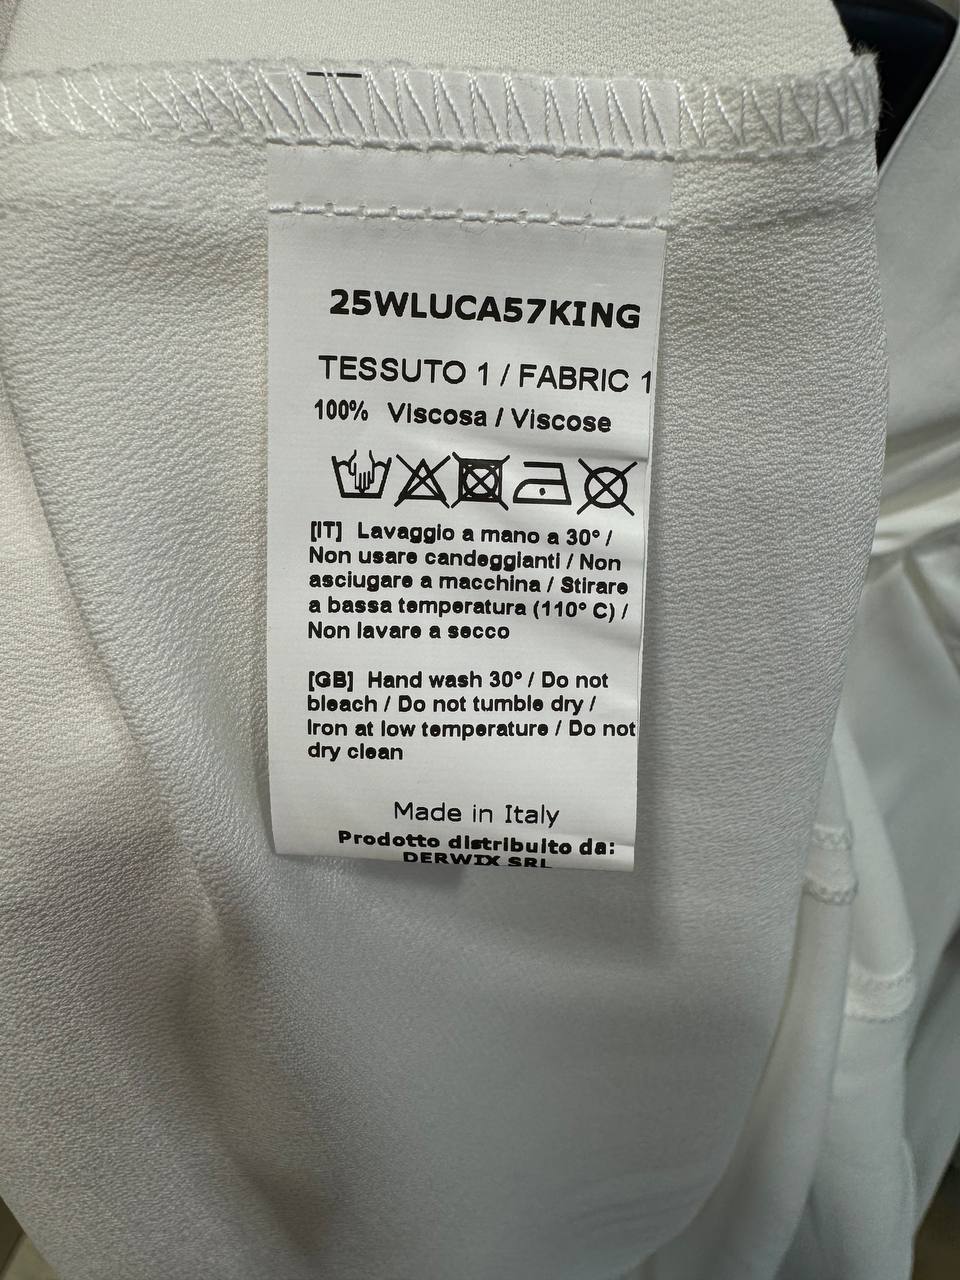 25WLUCA57KING
TESSUTO 1 / FABRIC 1
100% Viscosa / Viscose
[IT] Lavaggio a mano a 30° /
Non usare candeggianti / Non
asciugare a macchina / Stirare
a bassa temperatura (110° C) /
Non lavare a secco
[GB] Hand wash 30° / Do not
bleach / Do not tumble dry /
Iron at low temperature / Do not
dry clean
Made in Italy
Prodotto distribuito da:
DERWIX SRL